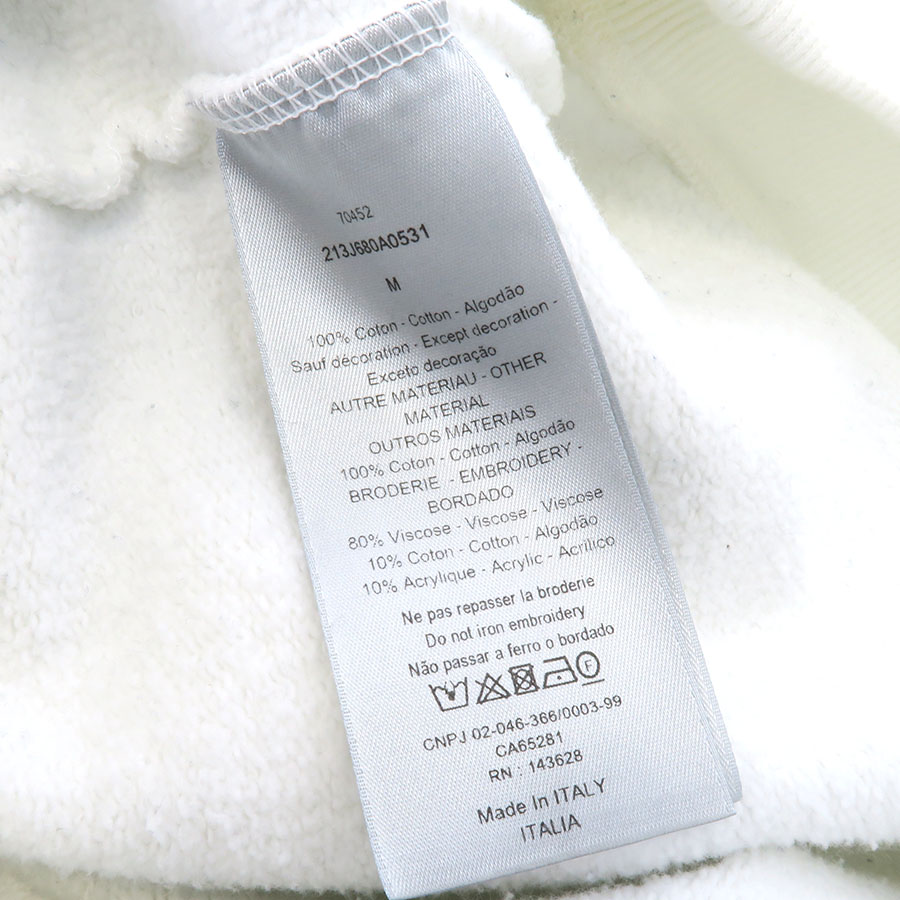 70452
213J680A0531
M
100% Coton - Cotton - Algodão
Sauf décoration - Except decoration -
Exceto decoração
AUTRE MATERIAU - OTHER
MATERIAL
OUTROS MATERIAIS
100% Coton - Cotton - Algodão
BRODERIE - EMBROIDERY -
BORDADO
80% Viscose - Viscose - Viscose
10% Coton - Cotton - Algodão
10% Acrylique - Acrylic - Acrílico
Ne pas repasser la broderie
Do not iron embroidery
Não passar a ferro o bordado
F
CNPJ 02-046-366/0003-99
CA65281
RN : 143628
Made In ITALY
ITALIA